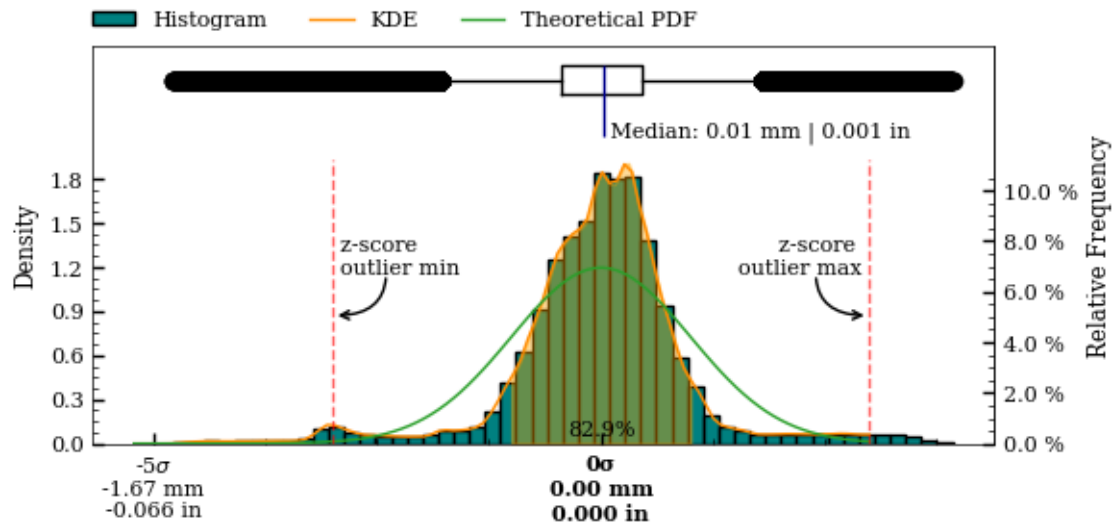 Histogram KDE Theoretical PDF
Median: 0.01 mm | 0.001 in
Density
1.8
1.5
1.2
0.9
0.6
0.3
0.0
z-score
outlier min
z-score
outlier max
82.9%
10.0 %
8.0 %
6.0 %
4.0 %
2.0 %
0.0 %
Relative Frequency
-5σ
-1.67 mm
-0.066 in
0σ
0.00 mm
0.000 in